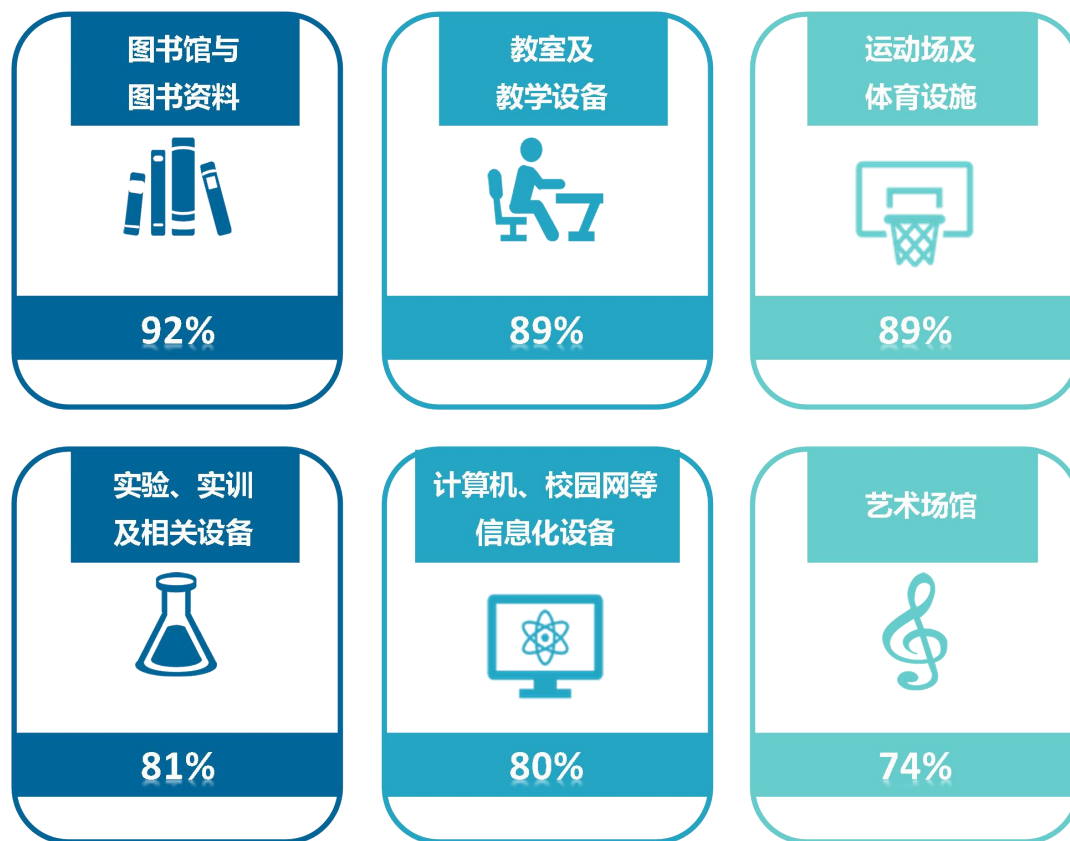 图书馆与
图书资料
92%
教室及
教学设备
89%
运动场及
体育设施
89%
实验、实训
及相关设备
81%
计算机、校园网等
信息化设备
80%
艺术场馆
74%